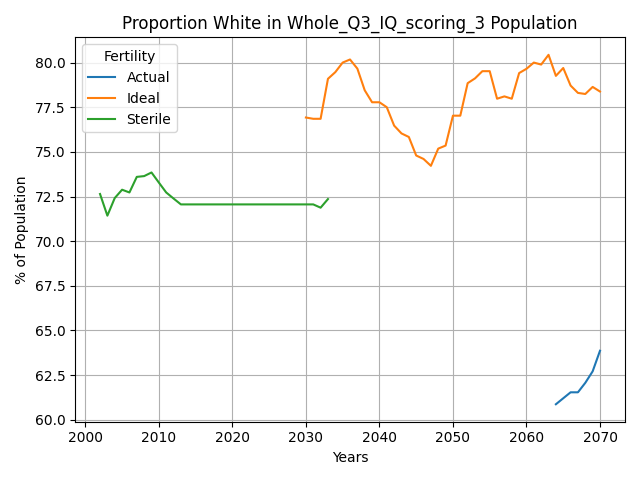 Proportion White in Whole_Q3_IQ_scoring_3 Population
Fertility
Actual
Ideal
Sterile
80.0
77.5
75.0
72.5
70.0
67.5
65.0
62.5
60.0
% of Population
2000 2010 2020 2030 2040 2050 2060 2070
Years